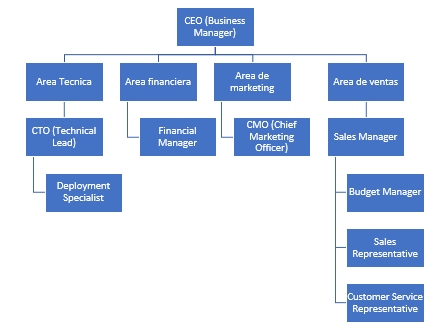 CEO (Business
Manager)
Area Tecnica
Area financiera
Area de
marketing
Area de ventas
CTO (Technical
Lead)
Financial
Manager
CMO (Chief
Marketing
Officer)
Sales Manager
Deployment
Specialist
Budget Manager
Sales
Representative
Customer Service
Representative